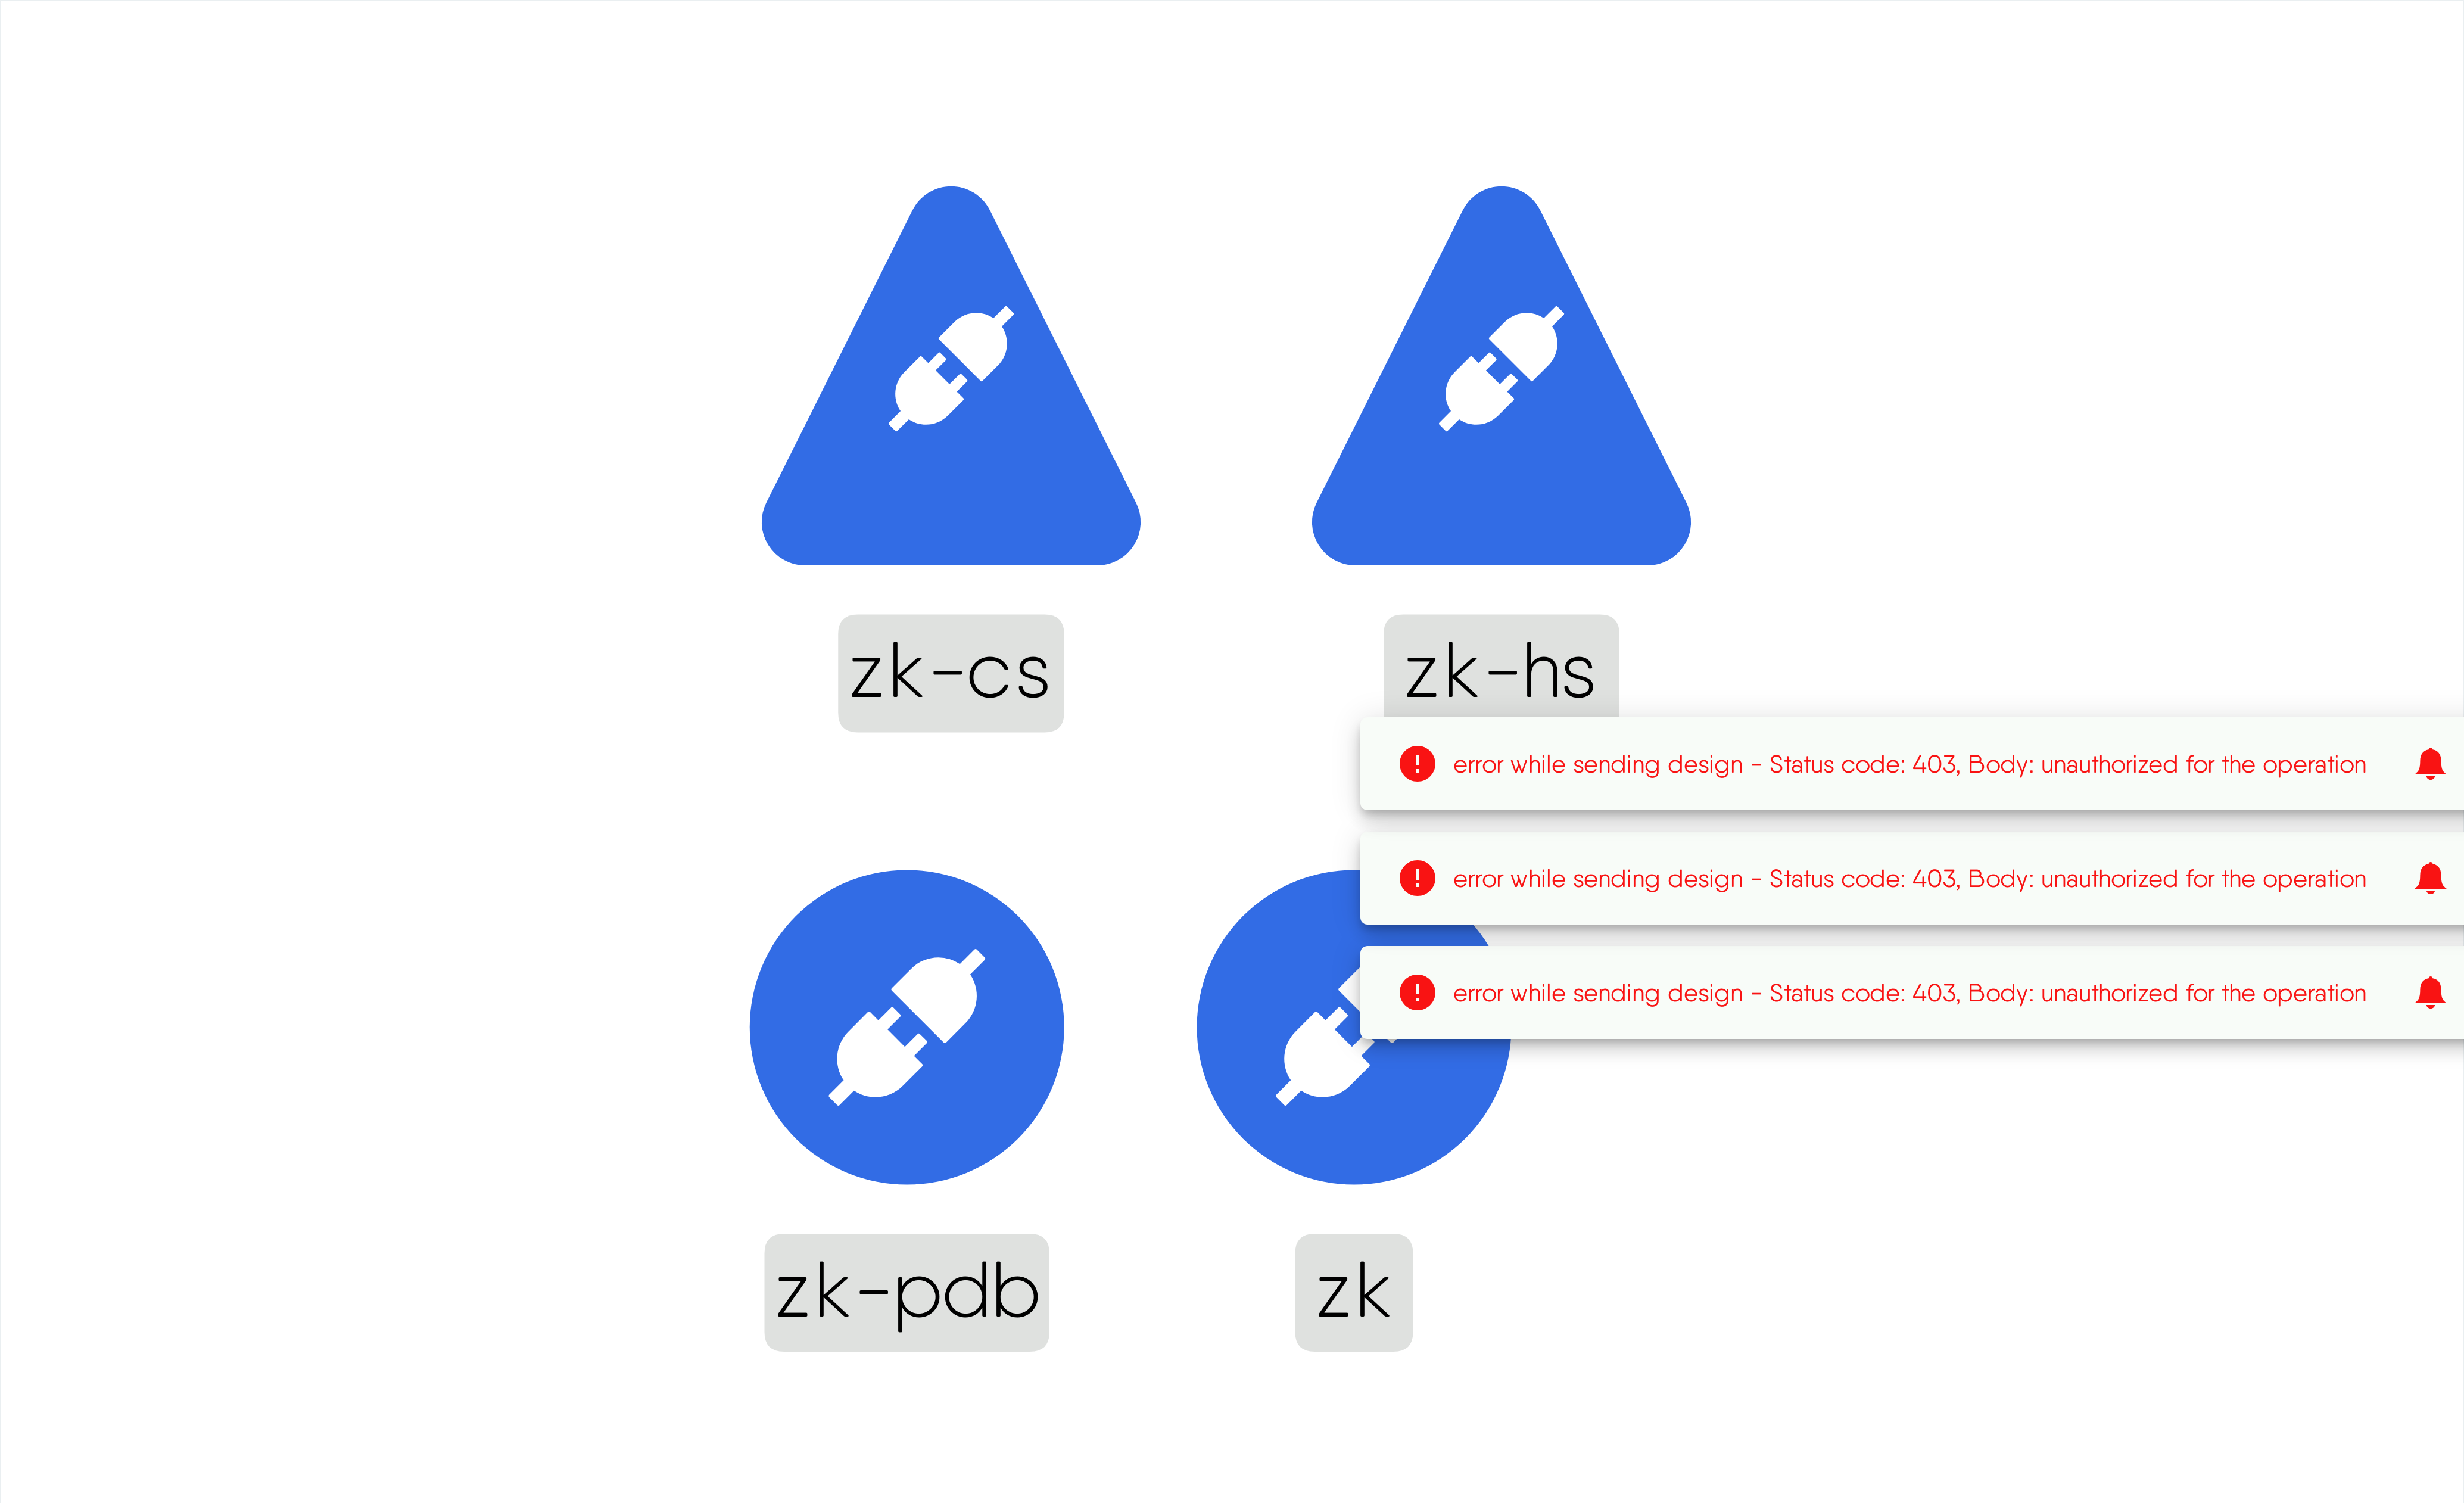 zk-cs
zk-hs
error while sending design - Status code: 403, Body: unauthorized for the operation
error while sending design - Status code: 403, Body: unauthorized for the operation
error while sending design - Status code: 403, Body: unauthorized for the operation
zk-pdb
zk